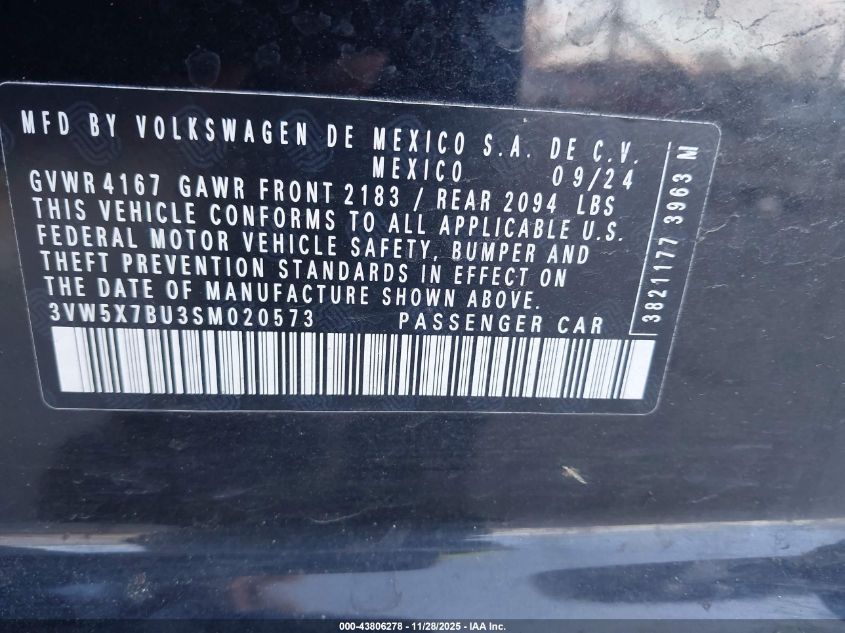 MFD BY VOLKSWAGEN DE MEXICO S.A. DE C.V.
MEXICO 09/24
GVWR 4167 GAWR FRONT 2183 / REAR 2094 LBS
THIS VEHICLE CONFORMS TO ALL APPLICABLE U.S.
FEDERAL MOTOR VEHICLE SAFETY, BUMPER AND
THEFT PREVENTION STANDARDS IN EFFECT ON
THE DATE OF MANUFACTURE SHOWN ABOVE.
3VW5X7BU3SM020573 PASSENGER CAR
3821177 3963 M
000-43806278 - 11/28/2025 - IAA Inc.